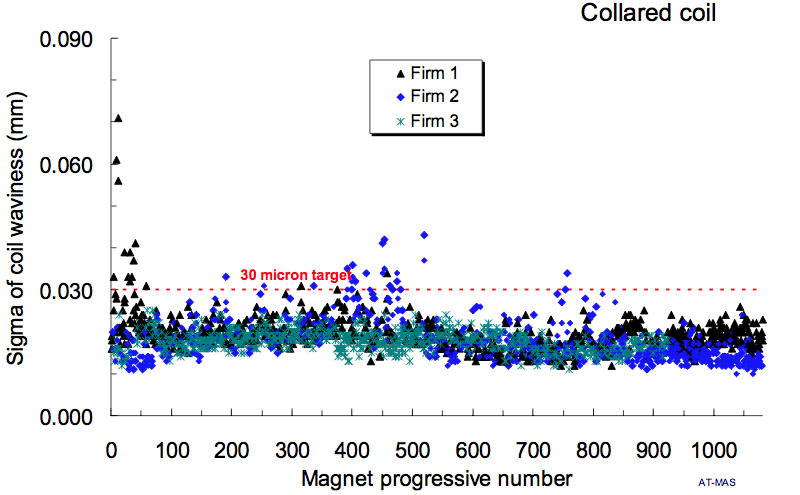 Collared coil
0.090
0.060
0.030
0.000
Sigma of coil waviness (mm)
Firm 1
Firm 2
Firm 3
30 micron target
0 100 200 300 400 500 600 700 800 900 1000
Magnet progressive number
AT-MAS